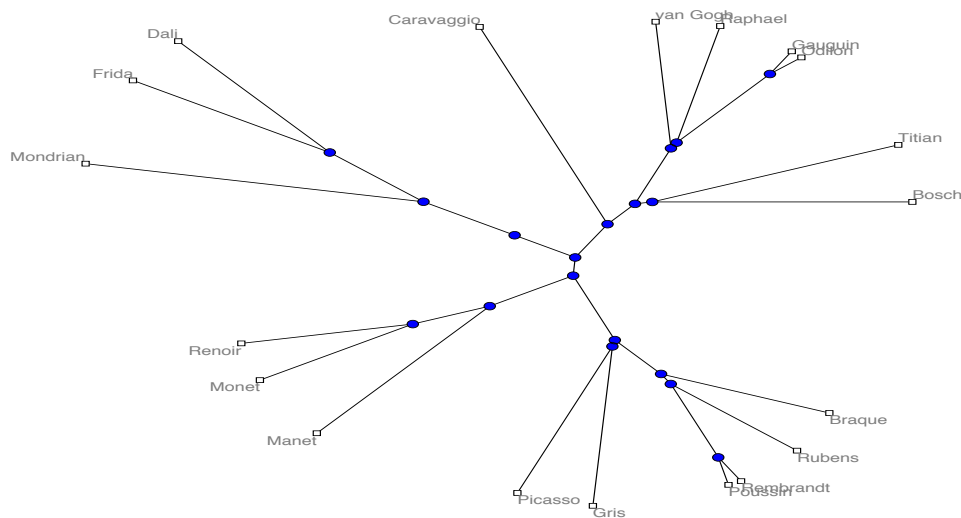 van Gogh
Raphael
Caravaggio
Dali
Gauguin
Odilon
Frida
Titian
Mondrian
Bosch
Renoir
Monet
Braque
Manet
Rubens
Rembrandt
Poussin
Picasso
Gris